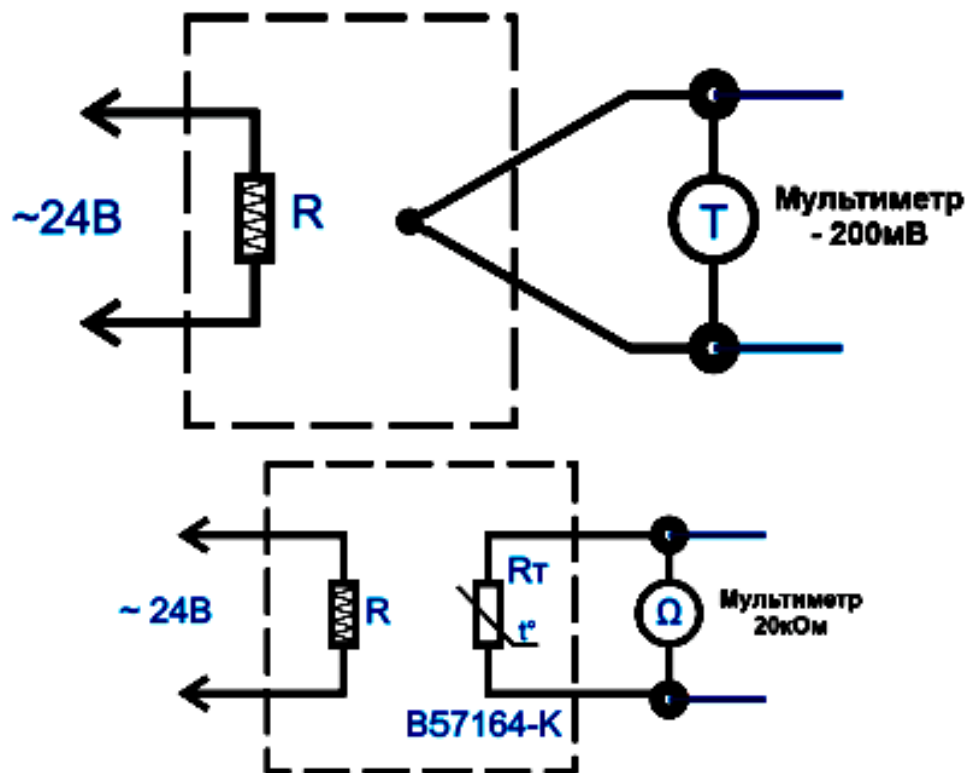 ~24В
R
T
Мультиметр
- 200мВ
~ 24В
R
Rт
t°
Ω
Мультиметр
20кОм
B57164-K